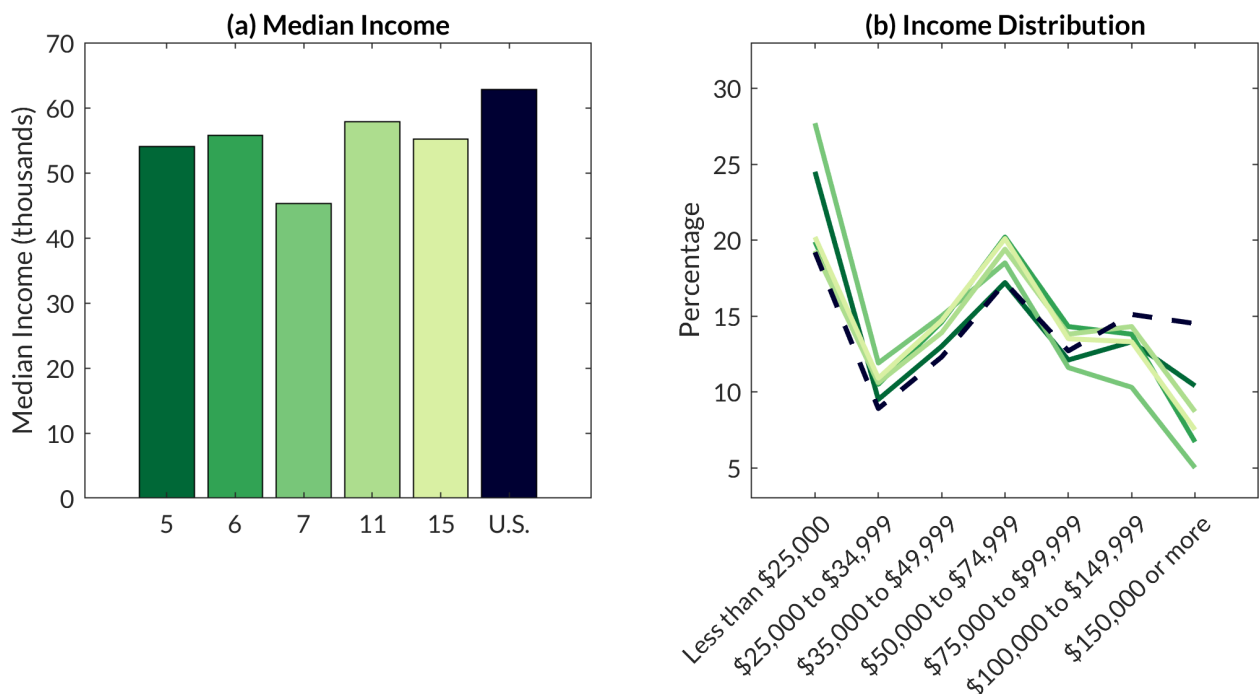 (a) Median Income
Median Income (thousands)
70
60
50
40
30
20
10
0
5 6 7 11 15 U.S.
(b) Income Distribution
Percentage
30
25
20
15
10
5
Less than $25,000
$25,000 to $34,999
$35,000 to $49,999
$50,000 to $74,999
$75,000 to $99,999
$100,000 to $149,999
$150,000 or more